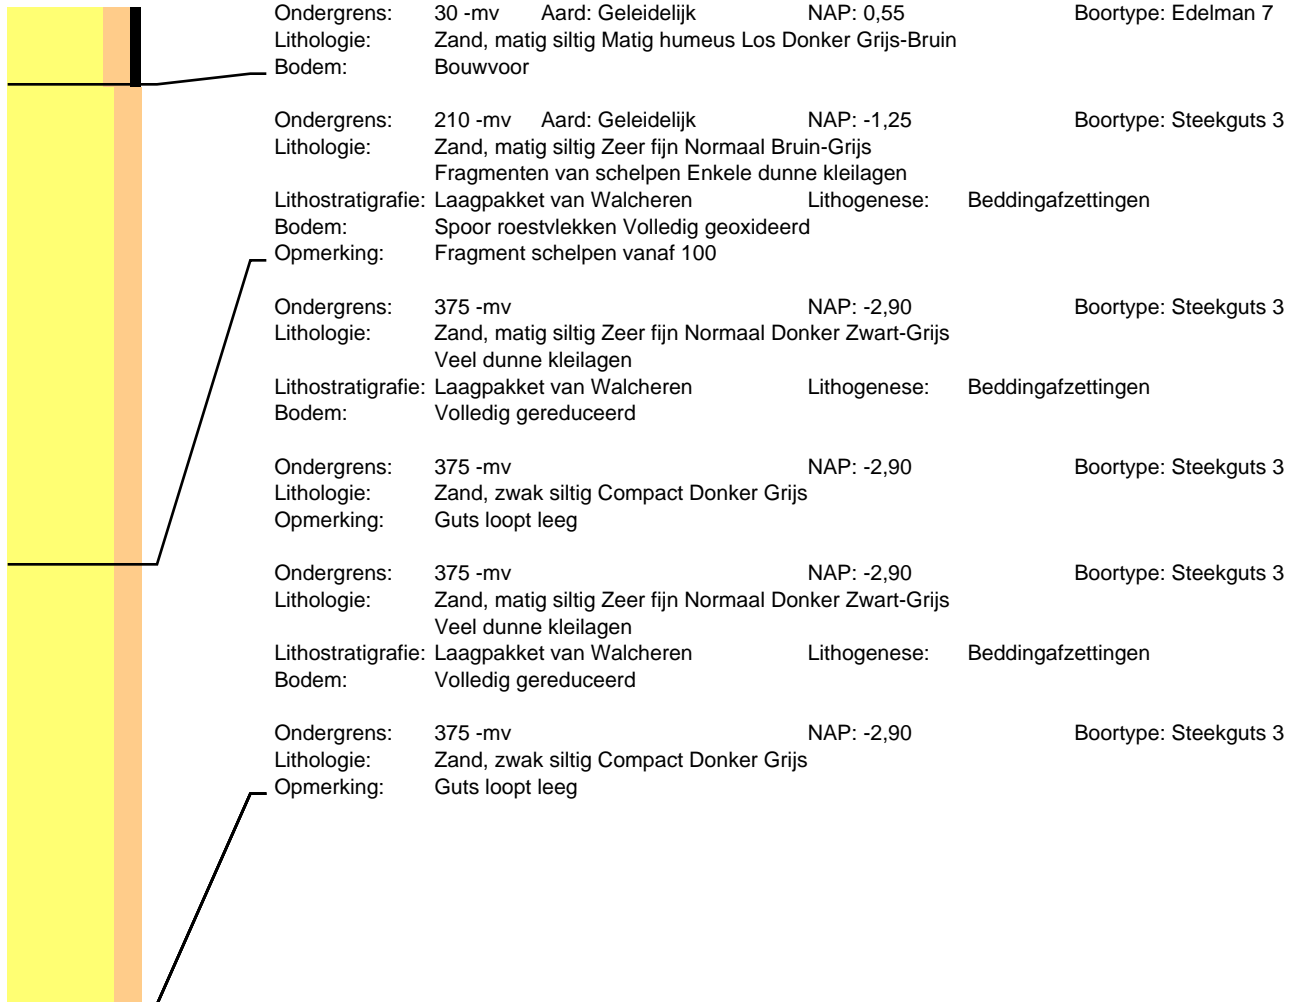 Ondergrens: 30 -mv Aard: Geleidelijk NAP: 0,55 Boortype: Edelman 7
Lithologie: Zand, matig siltig Matig humeus Los Donker Grijs-Bruin
Bodem: Bouwvoor
Ondergrens: 210 -mv Aard: Geleidelijk NAP: -1,25 Boortype: Steekguts 3
Lithologie: Zand, matig siltig Zeer fijn Normaal Bruin-Grijs
Fragmenten van schelpen Enkele dunne kleilagen
Lithostratigrafie: Laagpakket van Walcheren Lithogenese: Beddingafzettingen
Bodem: Spoor roestvlekken Volledig geoxideerd
Opmerking: Fragment schelpen vanaf 100
Ondergrens: 375 -mv NAP: -2,90 Boortype: Steekguts 3
Lithologie: Zand, matig siltig Zeer fijn Normaal Donker Zwart-Grijs
Veel dunne kleilagen
Lithostratigrafie: Laagpakket van Walcheren Lithogenese: Beddingafzettingen
Bodem: Volledig gereduceerd
Ondergrens: 375 -mv NAP: -2,90 Boortype: Steekguts 3
Lithologie: Zand, zwak siltig Compact Donker Grijs
Opmerking: Guts loopt leeg
Ondergrens: 375 -mv NAP: -2,90 Boortype: Steekguts 3
Lithologie: Zand, matig siltig Zeer fijn Normaal Donker Zwart-Grijs
Veel dunne kleilagen
Lithostratigrafie: Laagpakket van Walcheren Lithogenese: Beddingafzettingen
Bodem: Volledig gereduceerd
Ondergrens: 375 -mv NAP: -2,90 Boortype: Steekguts 3
Lithologie: Zand, zwak siltig Compact Donker Grijs
Opmerking: Guts loopt leeg